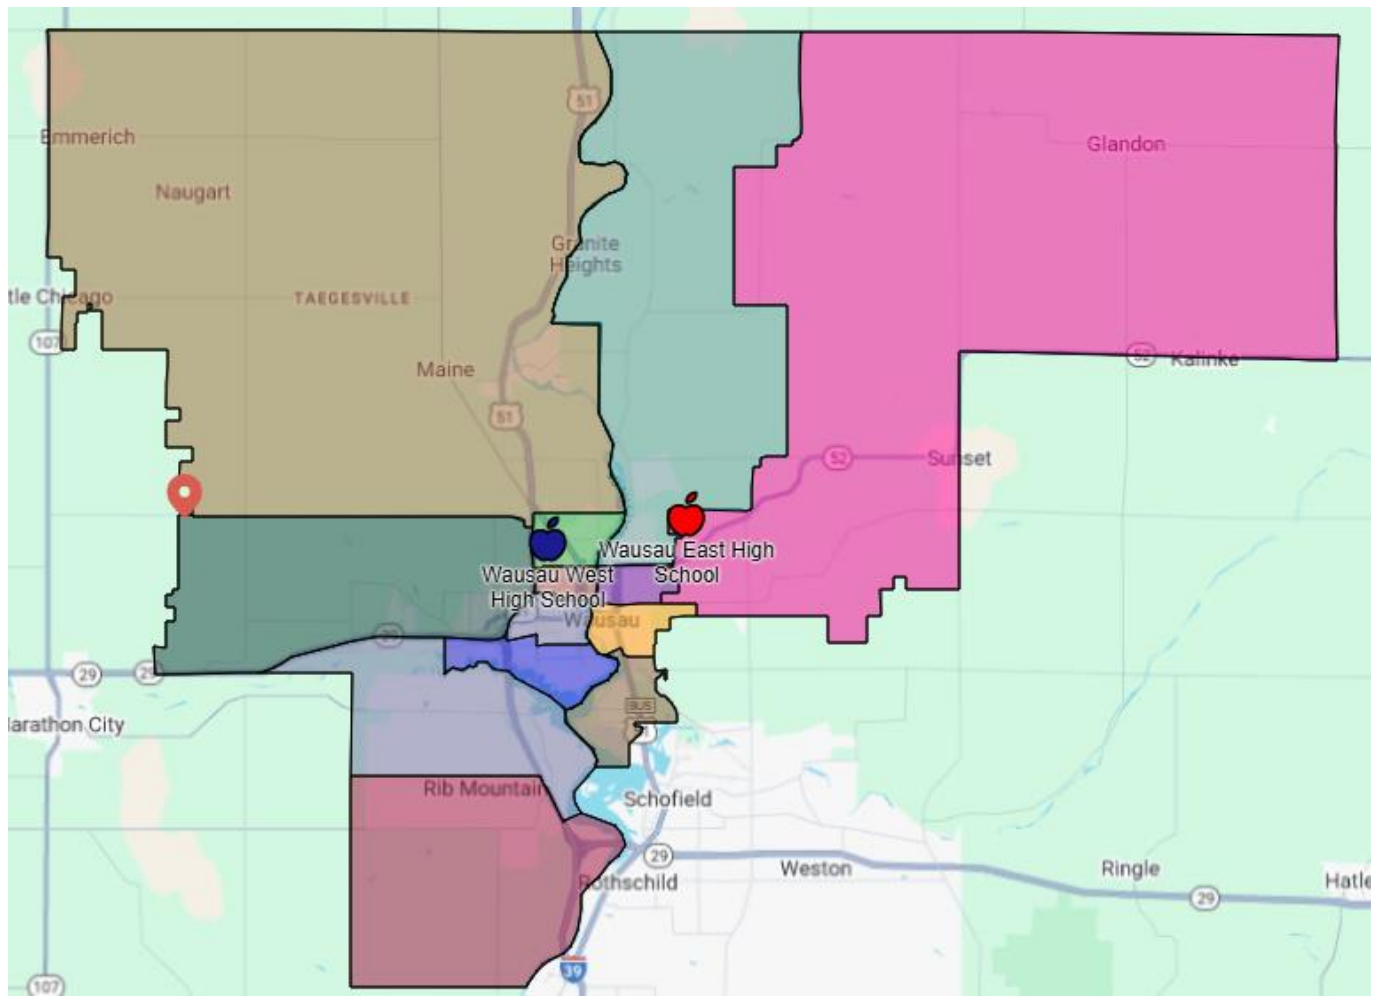 51
Emmerich
Glandon
Naugart
Granite
Heights
tle Chicago
TAEGESVILLE
107
52
Kalinke
Maine
51
52
Sunset
Wausau East High
School
Wausau West
High School
Wausau
29
29
29
BUS
arathon City
Rib Mountain
Schofield
29
Weston
Ringle
Rothschild
Hatle
29
39
107